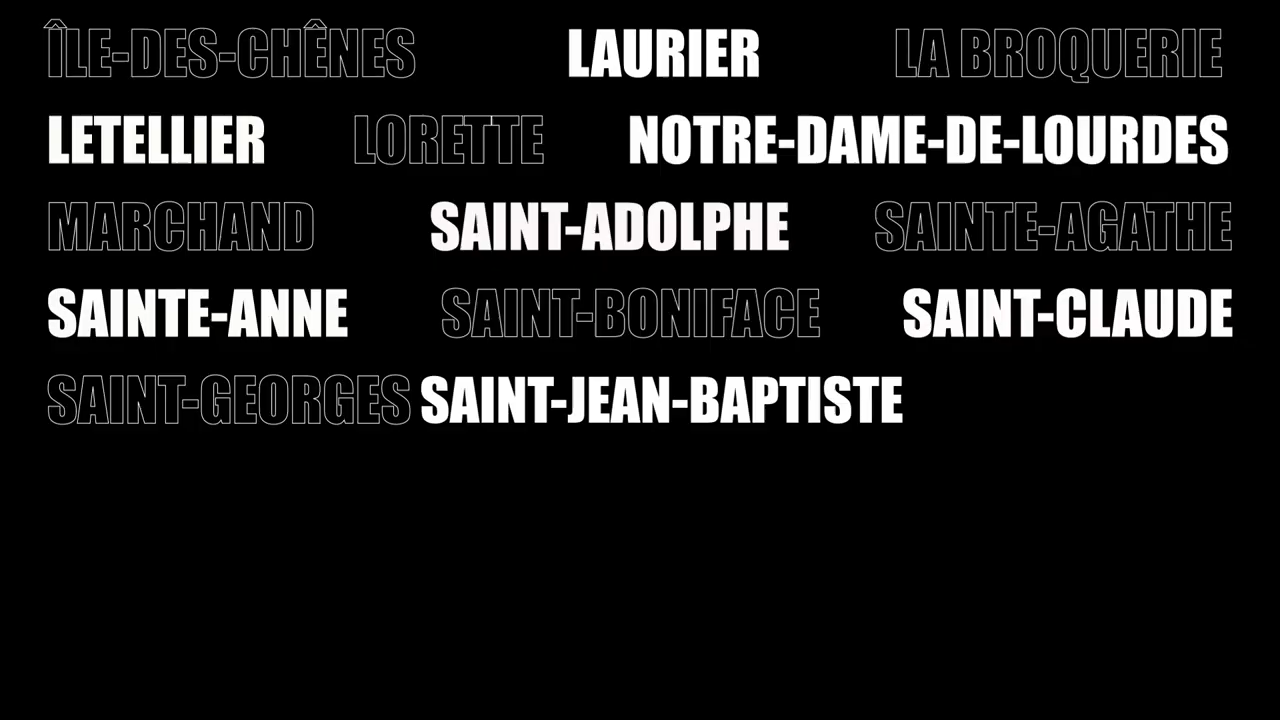 ÎLE-DES-CHÊNES LAURIER LA BROQUERIE
LETELLIER LORETTE NOTRE-DAME-DE-LOURDES
MARCHAND SAINT-ADOLPHE SAINTE-AGATHE
SAINTE-ANNE SAINT-BONIFACE SAINT-CLAUDE
SAINT-GEORGES SAINT-JEAN-BAPTISTE